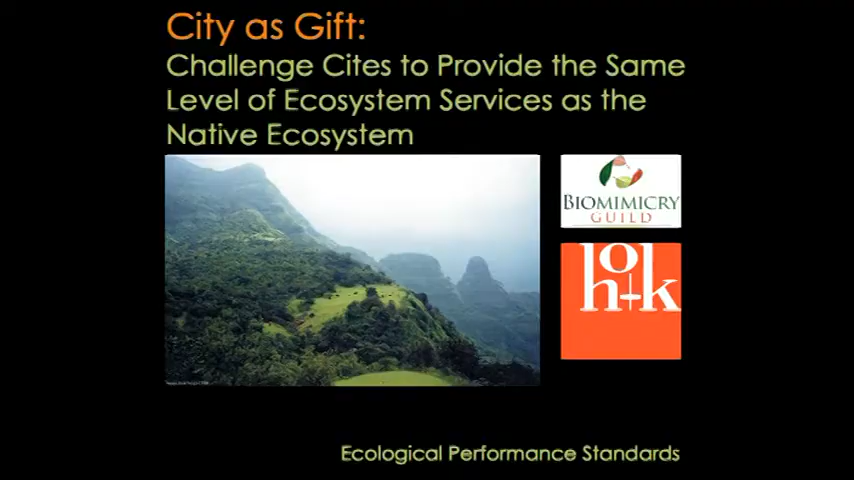 City as Gift:
Challenge Cites to Provide the Same
Level of Ecosystem Services as the
Native Ecosystem
BIOMIMICRY
GUILD
hok
Ecological Performance Standards